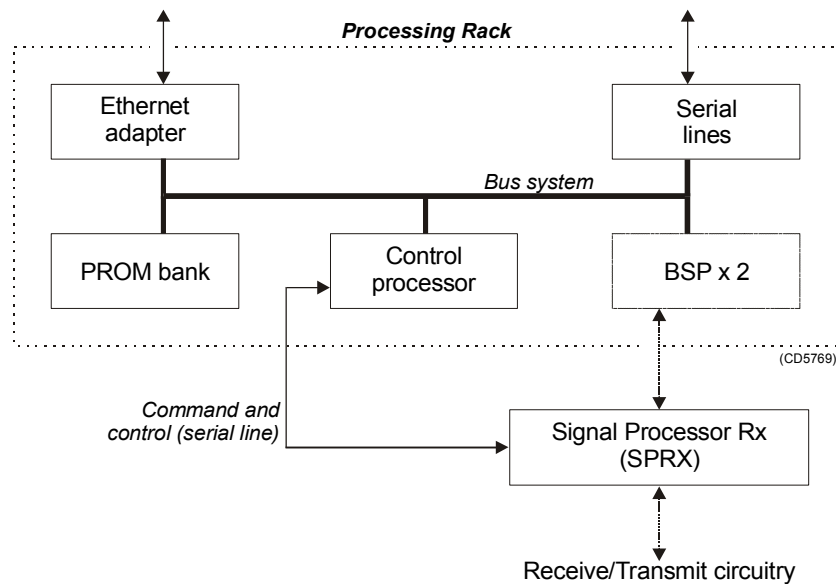 Processing Rack
Ethernet
adapter
Serial
lines
Bus system
PROM bank
Control
processor
BSP x 2
(CD5769)
Command and
control (serial line)
Signal Processor Rx
(SPRX)
Receive/Transmit circuitry